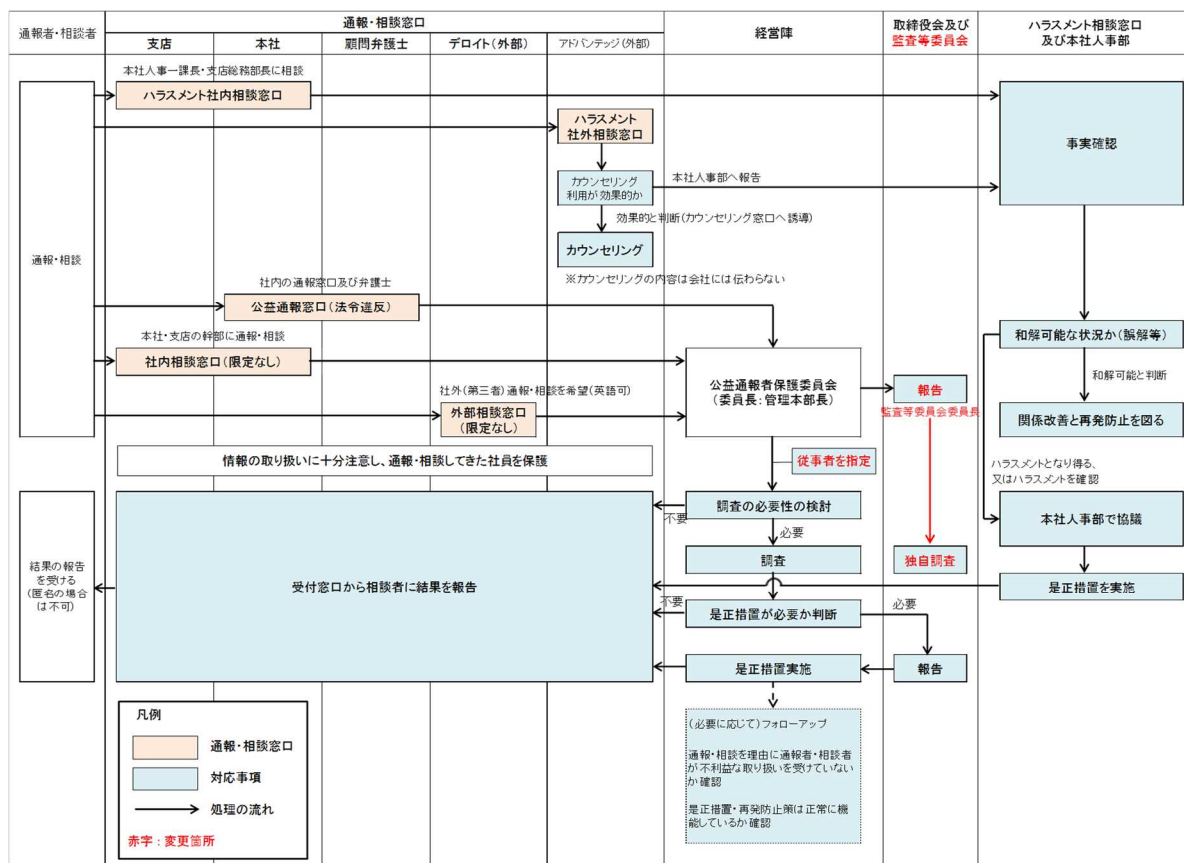 通報者・相談者
通報・相談窓口
支店
本社
顧問弁護士
デロイト(外部)
アドバンテッジ(外部)
経営陣
取締役会及び
監査等委員会
ハラスメント相談窓口
及び本社人事部
本社人事一課長・支店総務部長に相談
ハラスメント社内相談窓口
ハラスメント
社外相談窓口
事実確認
カウンセリング
利用が効果的か
本社人事部へ報告
効果的と判断(カウンセリング窓口へ誘導)
カウンセリング
※カウンセリングの内容は会社には伝わらない
通報・相談
社内の通報窓口及び弁護士
公益通報窓口(法令違反)
本社・支店の幹部に通報・相談
社内相談窓口(限定なし)
和解可能な状況か(誤解等)
和解可能と判断
公益通報者保護委員会
(委員長:管理本部長)
報告
監査等委員会委員長
社外(第三者)通報・相談を希望(英語可)
外部相談窓口
(限定なし)
関係改善と再発防止を図る
情報の取り扱いに十分注意し、通報・相談してきた社員を保護
従事者を指定
ハラスメントとなり得る、
又はハラスメントを確認
調査の必要性の検討
不要
必要
本社人事部で協議
調査
独自調査
結果の報告
を受ける
(匿名の場合
は不可)
受付窓口から相談者に結果を報告
是正措置を実施
不要
是正措置が必要か判断
必要
是正措置実施
報告
凡例
通報・相談窓口
対応事項
処理の流れ
赤字:変更箇所
(必要に応じて)フォローアップ
通報・相談を理由に通報者・相談者
が不利益な取り扱いを受けていない
か確認
是正措置・再発防止策は正常に機
能しているか確認